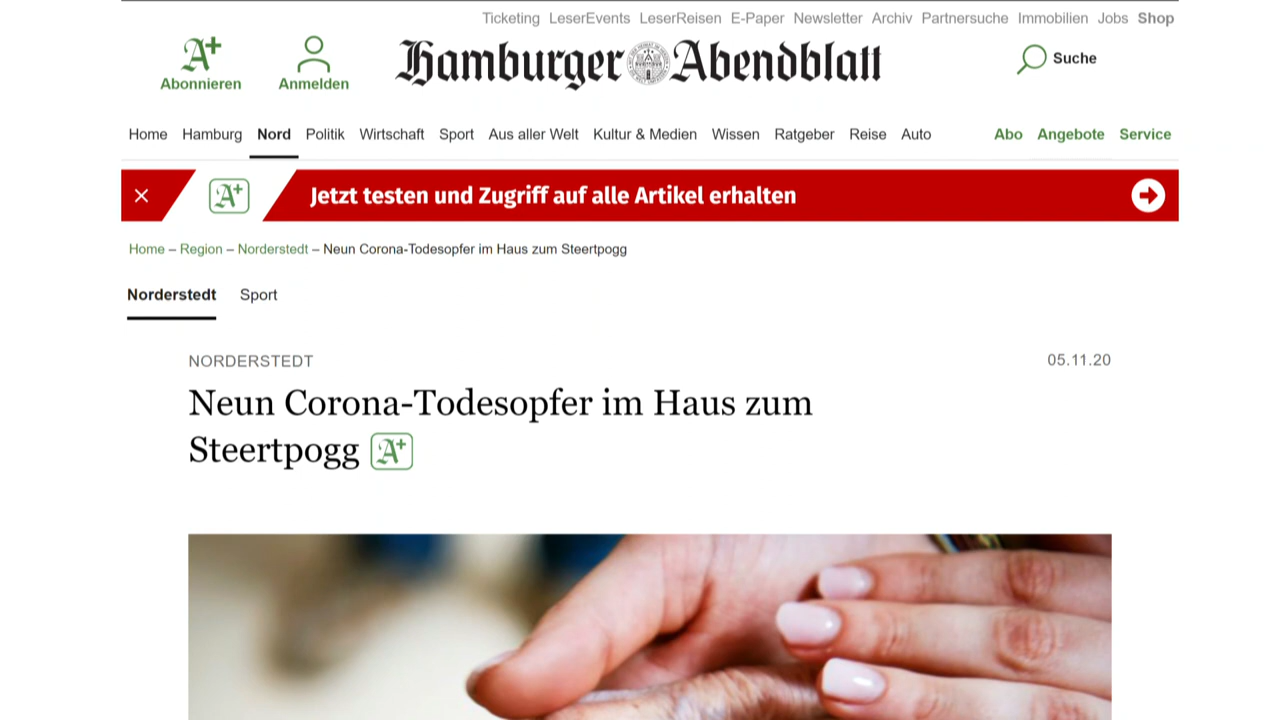 Ticketing LeserEvents LeserReisen E-Paper Newsletter Archiv Partnersuche Immobilien Jobs Shop
A+ Abonnieren
Anmelden
Hamburger Abendblatt
Suche
Home Hamburg Nord Politik Wirtschaft Sport Aus aller Welt Kultur & Medien Wissen Ratgeber Reise Auto Abo Angebote Service
A+ Jetzt testen und Zugriff auf alle Artikel erhalten
Home – Region – Norderstedt – Neun Corona-Todesopfer im Haus zum Steertpogg
Norderstedt Sport
NORDERSTEDT 05.11.20
Neun Corona-Todesopfer im Haus zum
Steertpogg A+